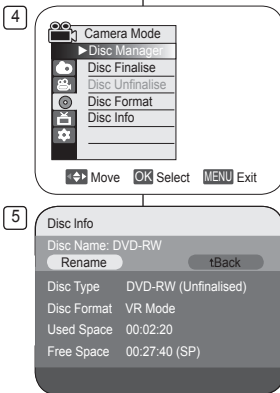 4
Camera Mode
►Disc Manager
Disc Finalise
Disc Unfinalise
Disc Format
Disc Info
Move OK Select MENU Exit
5
Disc Info
Disc Name: DVD-RW
Rename tBack
Disc Type DVD-RW (Unfinalised)
Disc Format VR Mode
Used Space 00:02:20
Free Space 00:27:40 (SP)